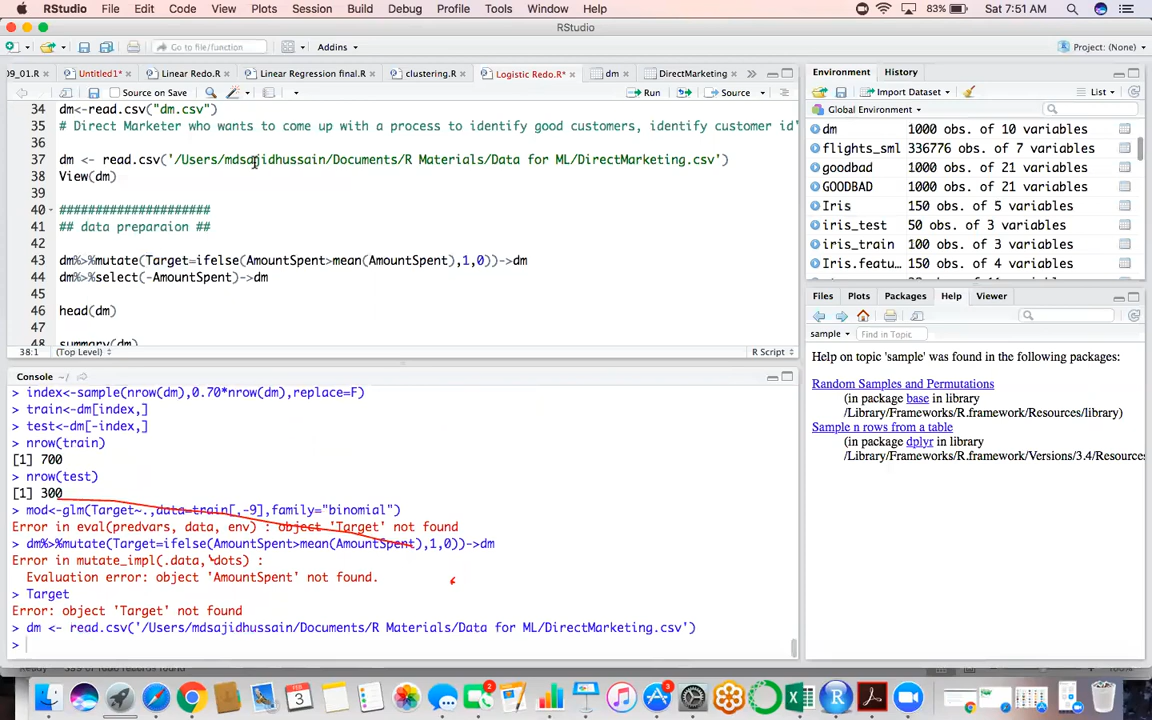 RStudio File Edit Code View Plots Session Build Debug Profile Tools Window Help 83% Sat 7:51 AM
RStudio
Go to file/function Addins Project: (None)
09_01.R Untitled1* Linear Redo.R Linear Regression final.R clustering.R Logistic Redo.R* dm DirectMarketing
Source on Save Run Source
34 dm<-read.csv("dm.csv")
35 # Direct Marketer who wants to come up with a process to identify good customers, identify customer id'
36
37 dm <- read.csv('/Users/mdsajidhussain/Documents/R Materials/Data for ML/DirectMarketing.csv')
38 View(dm)
39
40 #####################
41 ## data preparaion ##
42
43 dm%>%mutate(Target=ifelse(AmountSpent>mean(AmountSpent),1,0))->dm
44 dm%>%select(-AmountSpent)->dm
45
46 head(dm)
47
48 summary(dm)
38:1 (Top Level) R Script
Console ~/
> index<-sample(nrow(dm),0.70*nrow(dm),replace=F)
> train<-dm[index,]
> test<-dm[-index,]
> nrow(train)
[1] 700
> nrow(test)
[1] 300
> mod<-glm(Target~.,data=train[,-9],family="binomial")
Error in eval(predvars, data, env) : object 'Target' not found
> dm%>%mutate(Target=ifelse(AmountSpent>mean(AmountSpent),1,0))->dm
Error in mutate_impl(.data, dots) :
Evaluation error: object 'AmountSpent' not found.
> Target
Error: object 'Target' not found
> dm <- read.csv('/Users/mdsajidhussain/Documents/R Materials/Data for ML/DirectMarketing.csv')
>
Environment History
Import Dataset List
Global Environment
dm 1000 obs. of 10 variables
flights_sml 336776 obs. of 7 variables
goodbad 1000 obs. of 21 variables
GOODBAD 1000 obs. of 21 variables
Iris 150 obs. of 5 variables
iris_test 50 obs. of 3 variables
iris_train 100 obs. of 3 variables
Iris.featu… 150 obs. of 4 variables
Files Plots Packages Help Viewer
sample Find in Topic
Help on topic 'sample' was found in the following packages:
Random Samples and Permutations
(in package base in library
/Library/Frameworks/R.framework/Resources/library)
Sample n rows from a table
(in package dplyr in library
/Library/Frameworks/R.framework/Versions/3.4/Resource